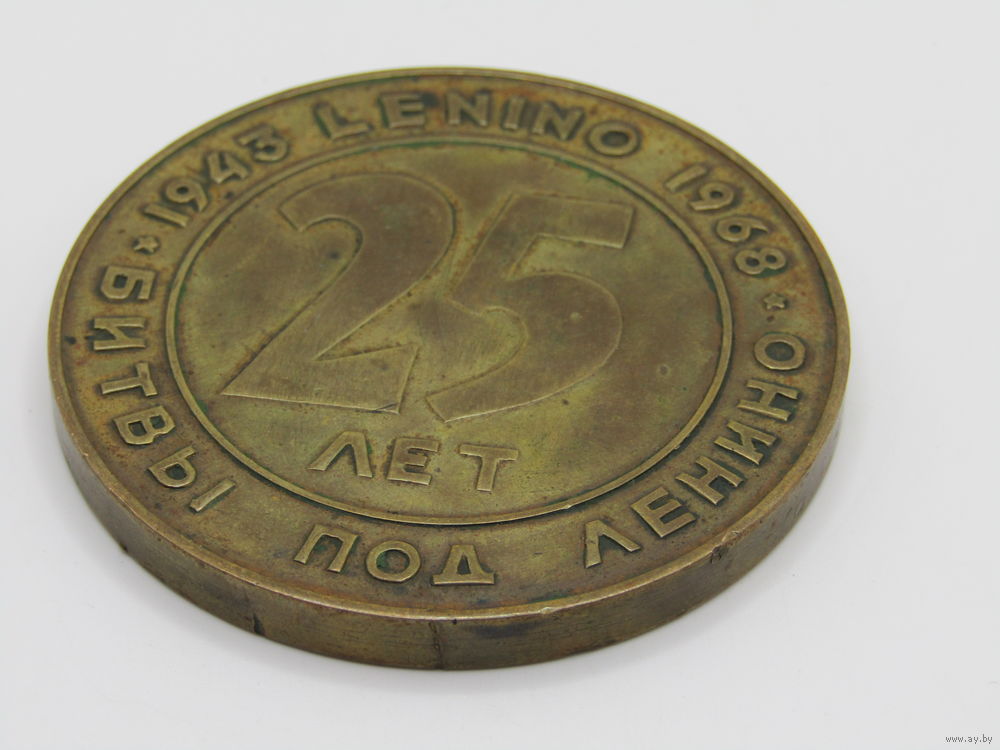 1943 LENINO 1968
25
ЛЕТ
БИТВЫ ПОД ЛЕНИНО
www.ay.by